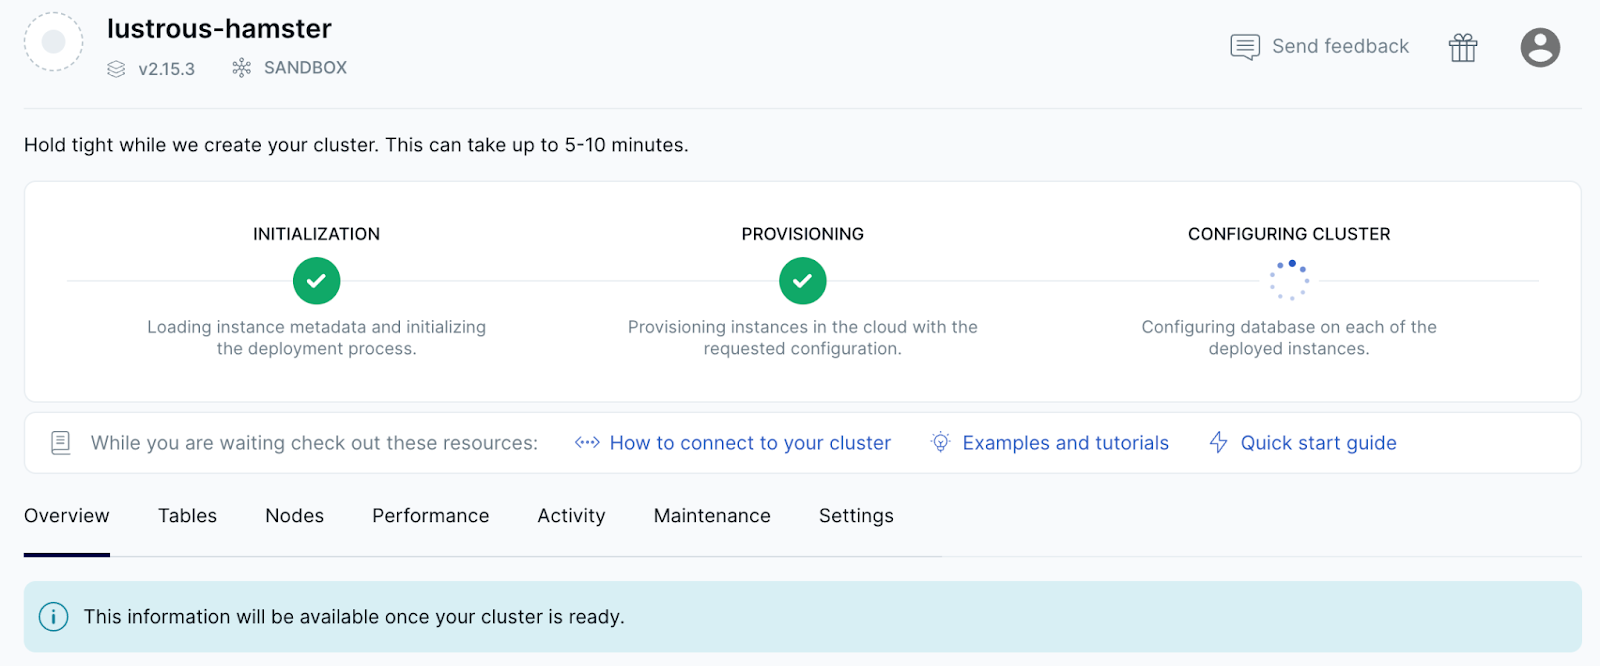 lustrous-hamster
v2.15.3 SANDBOX
Send feedback
Hold tight while we create your cluster. This can take up to 5-10 minutes.
INITIALIZATION
Loading instance metadata and initializing
the deployment process.
PROVISIONING
Provisioning instances in the cloud with the
requested configuration.
CONFIGURING CLUSTER
Configuring database on each of the
deployed instances.
While you are waiting check out these resources: How to connect to your cluster Examples and tutorials Quick start guide
Overview Tables Nodes Performance Activity Maintenance Settings
This information will be available once your cluster is ready.